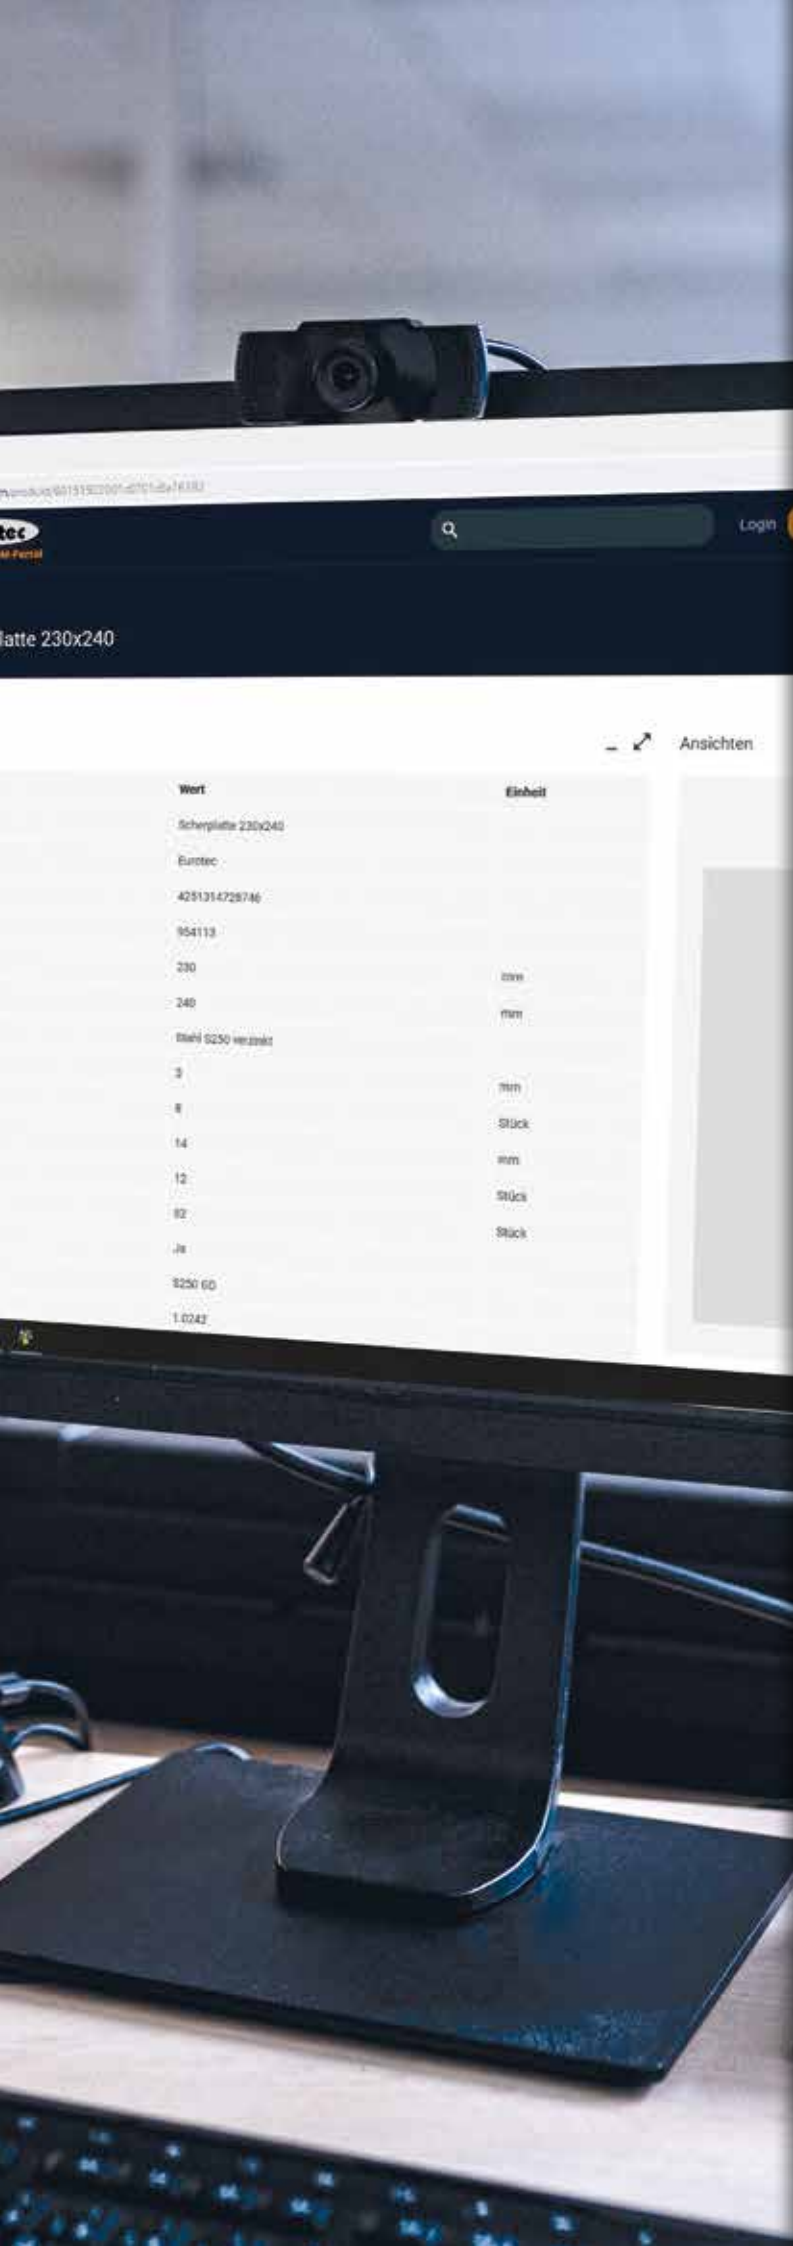 tec
M-Portal
Login
latte 230x240
Ansichten
Wert Einheit
Scherplatte 230x240
Eurotec
4251314728746
954113
230 mm
240 mm
Stahl S250 verzinkt
3 mm
8 Stück
14 mm
12 Stück
82 Stück
Ja
S250 GD
1.0242